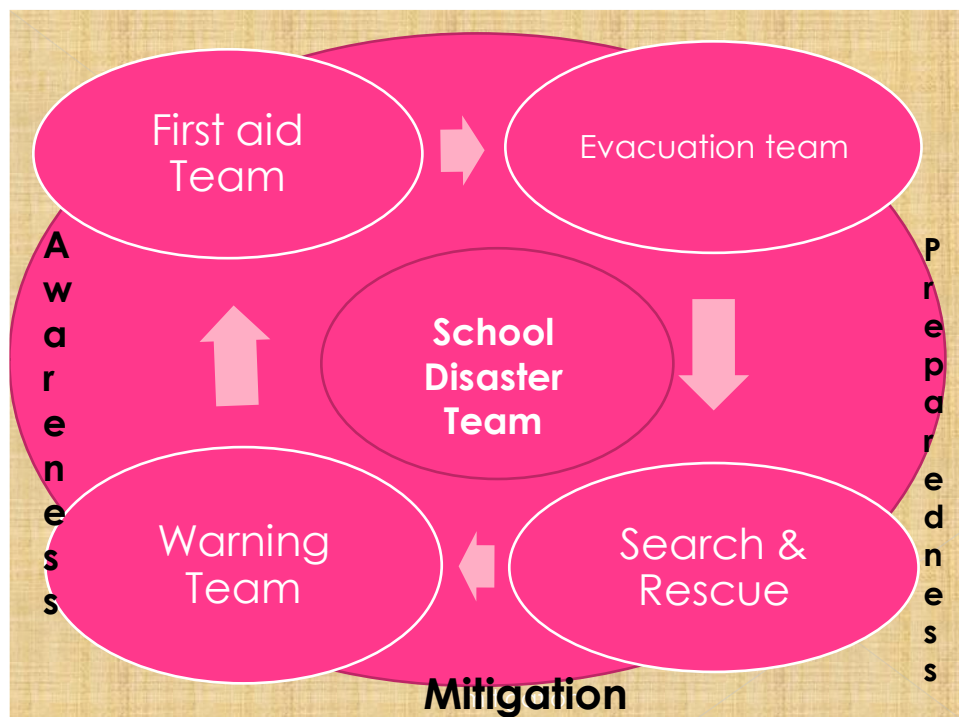 First aid
Team
Evacuation team
Awareness
Preparedness
School
Disaster
Team
Warning
Team
Search &
Rescue
Mitigation